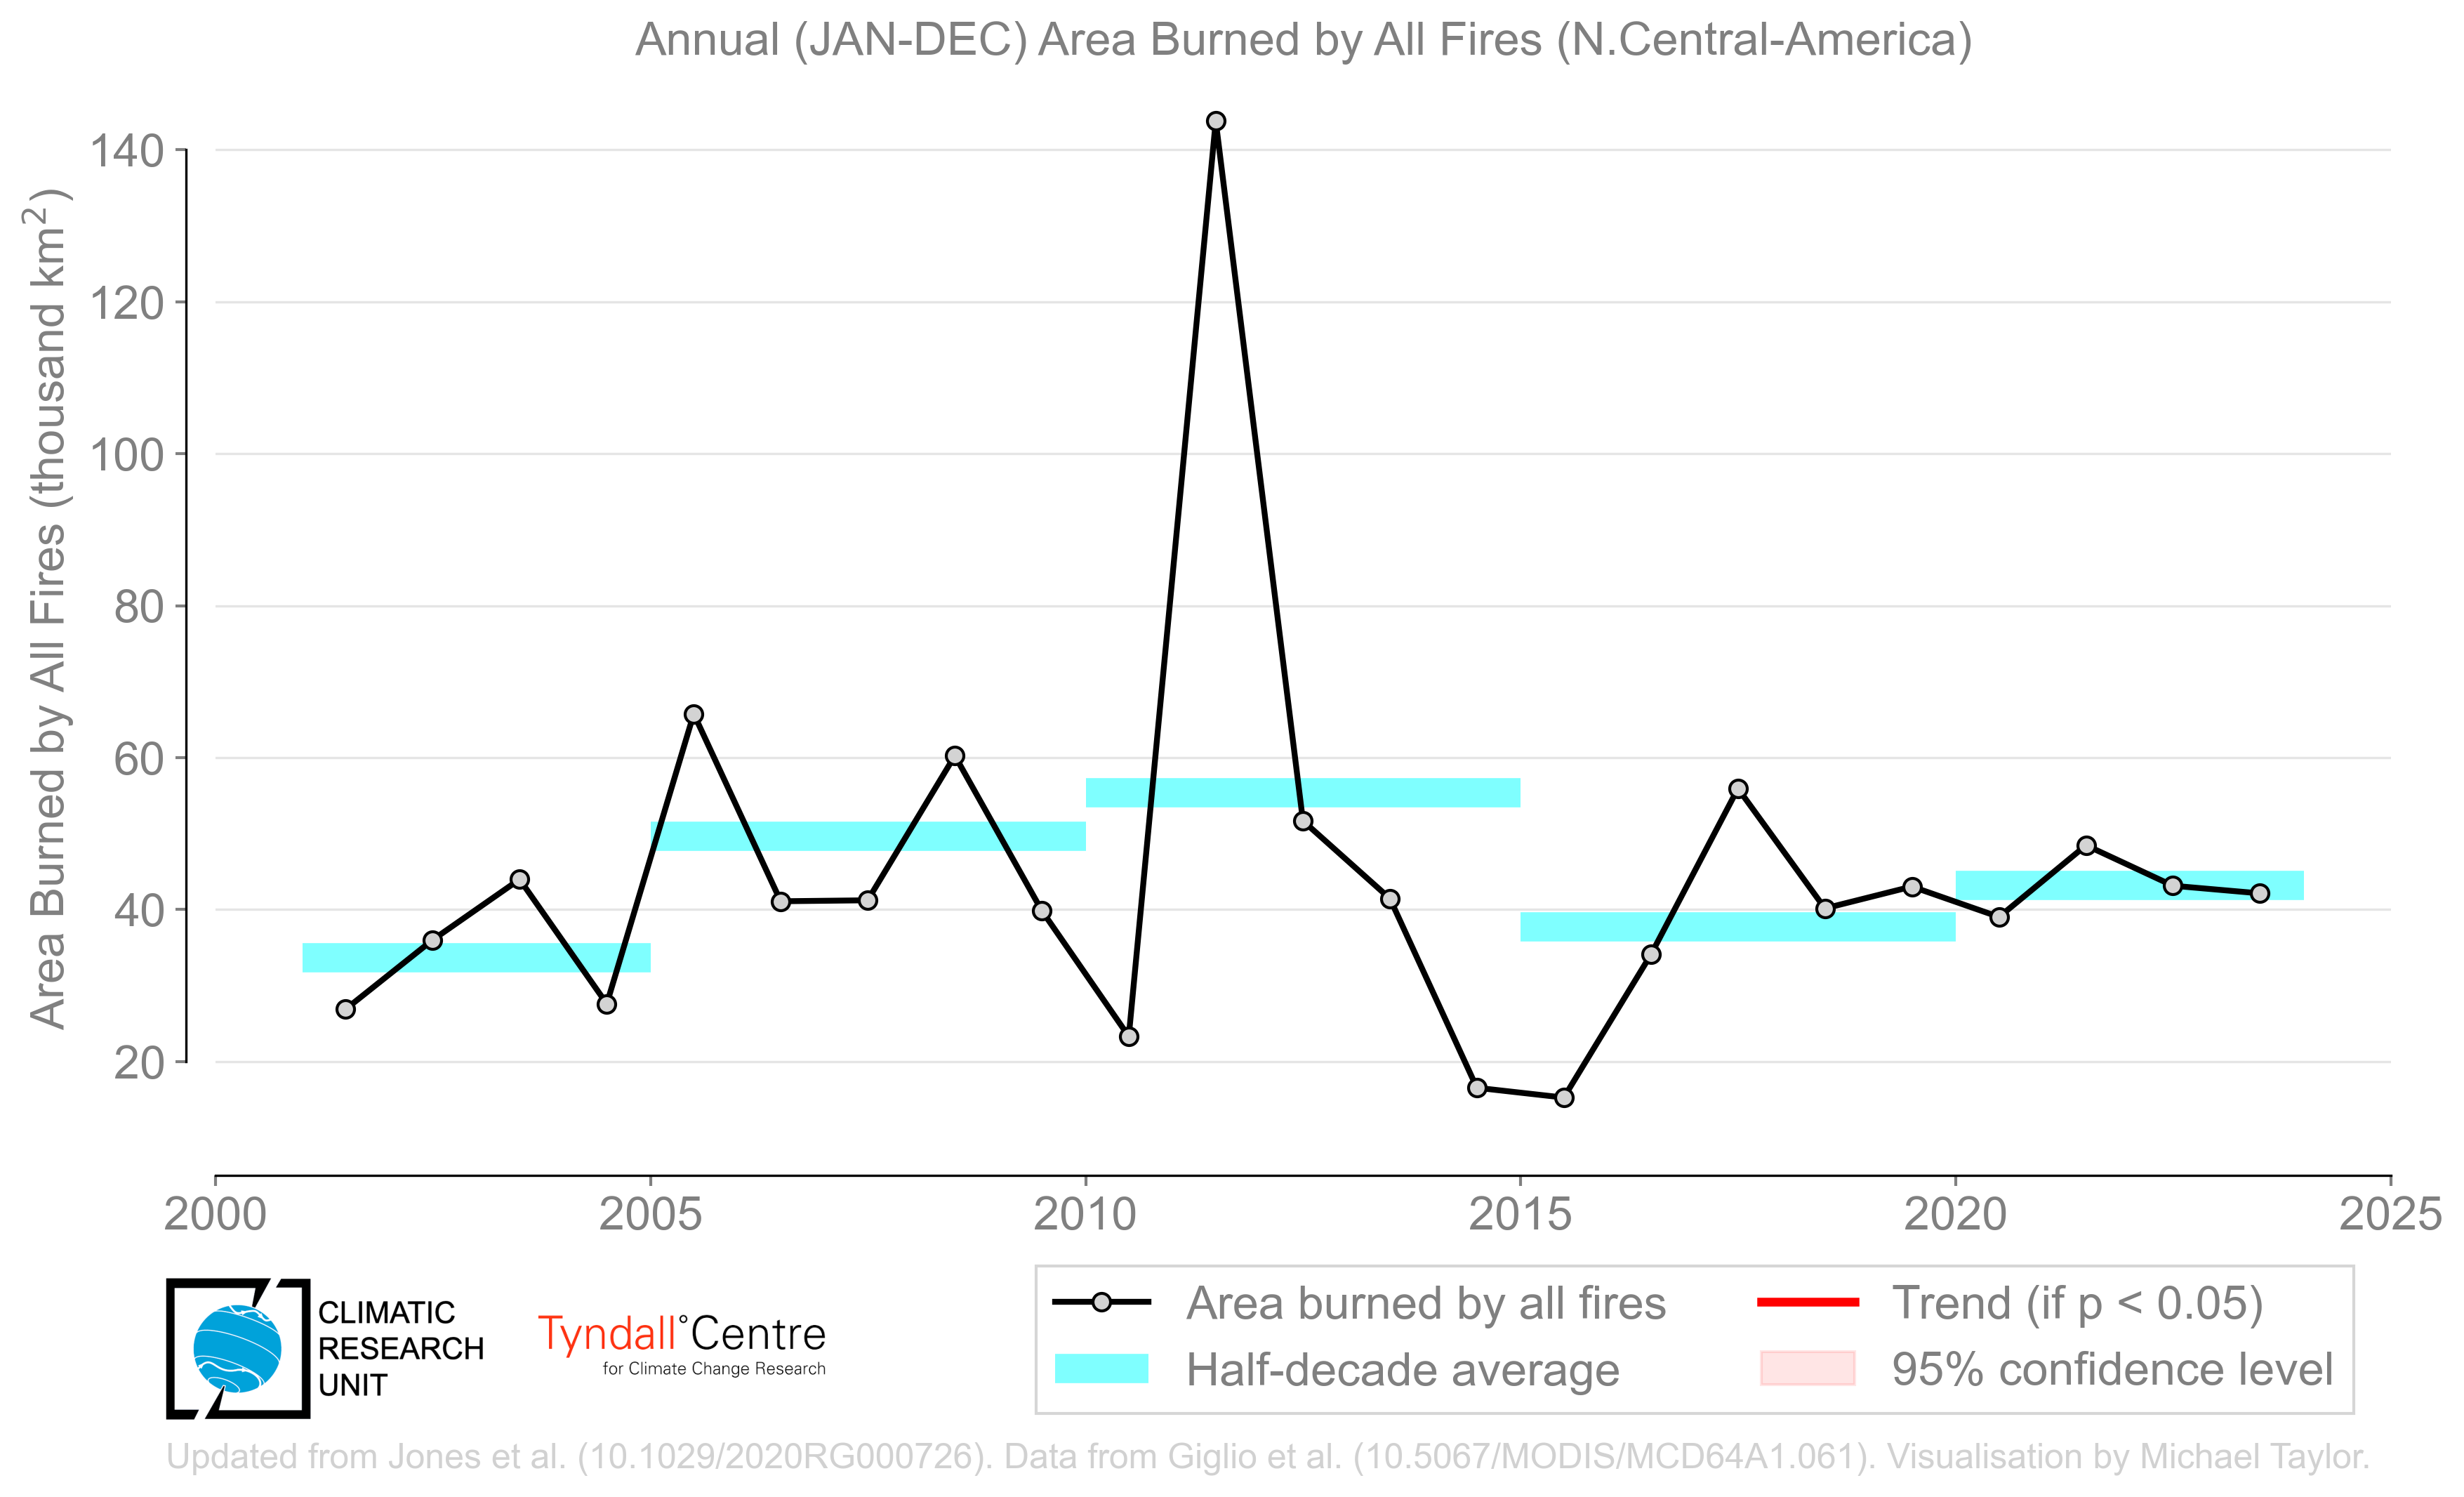 Annual (JAN-DEC) Area Burned by All Fires (N.Central-America)
Area Burned by All Fires (thousand km²)
140
120
100
80
60
40
20
2000 2005 2010 2015 2020 2025
CLIMATIC
RESEARCH
UNIT
Tyndall°Centre
for Climate Change Research
Area burned by all fires
Half-decade average
Trend (if p < 0.05)
95% confidence level
Updated from Jones et al. (10.1029/2020RG000726). Data from Giglio et al. (10.5067/MODIS/MCD64A1.061). Visualisation by Michael Taylor.